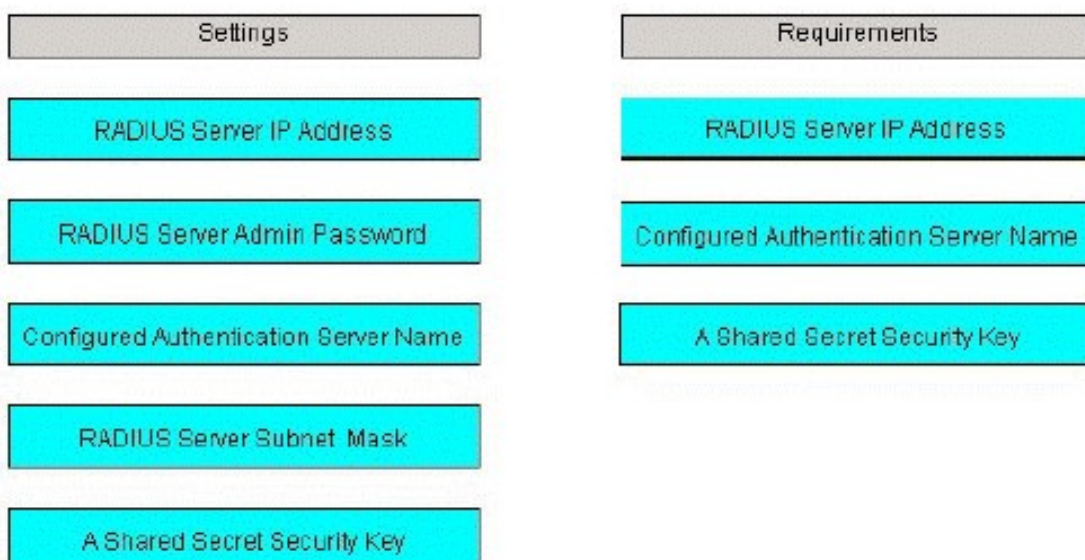 Settings
RADIUS Server IP Address
RADIUS Server Admin Password
Configured Authentication Server Name
RADIUS Server Subnet Mask
A Shared Secret Security Key
Requirements
RADIUS Server IP Address
Configured Authentication Server Name
A Shared Secret Security Key